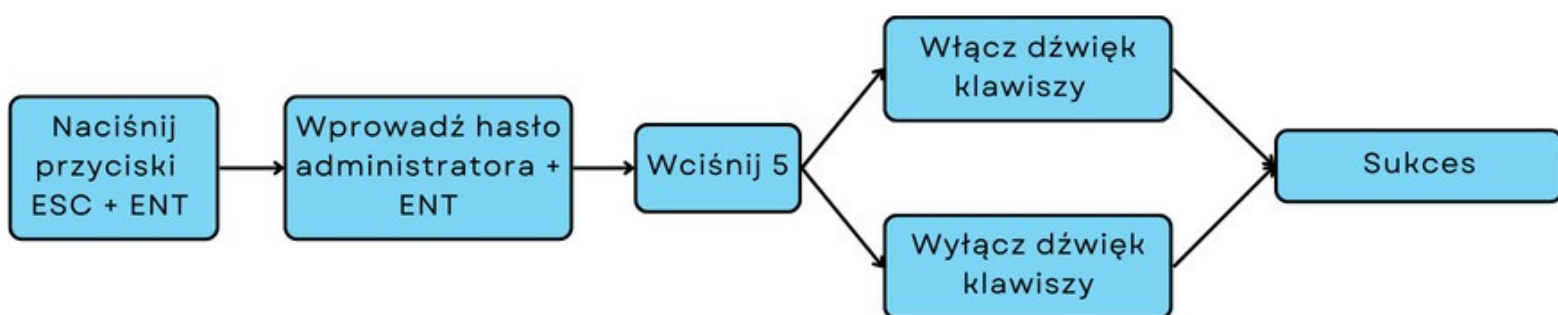 Naciśnij
przyciski
ESC + ENT
Wprowadź hasło
administratora +
ENT
Wciśnij 5
Włącz dźwięk
klawiszy
Wyłącz dźwięk
klawiszy
Sukces